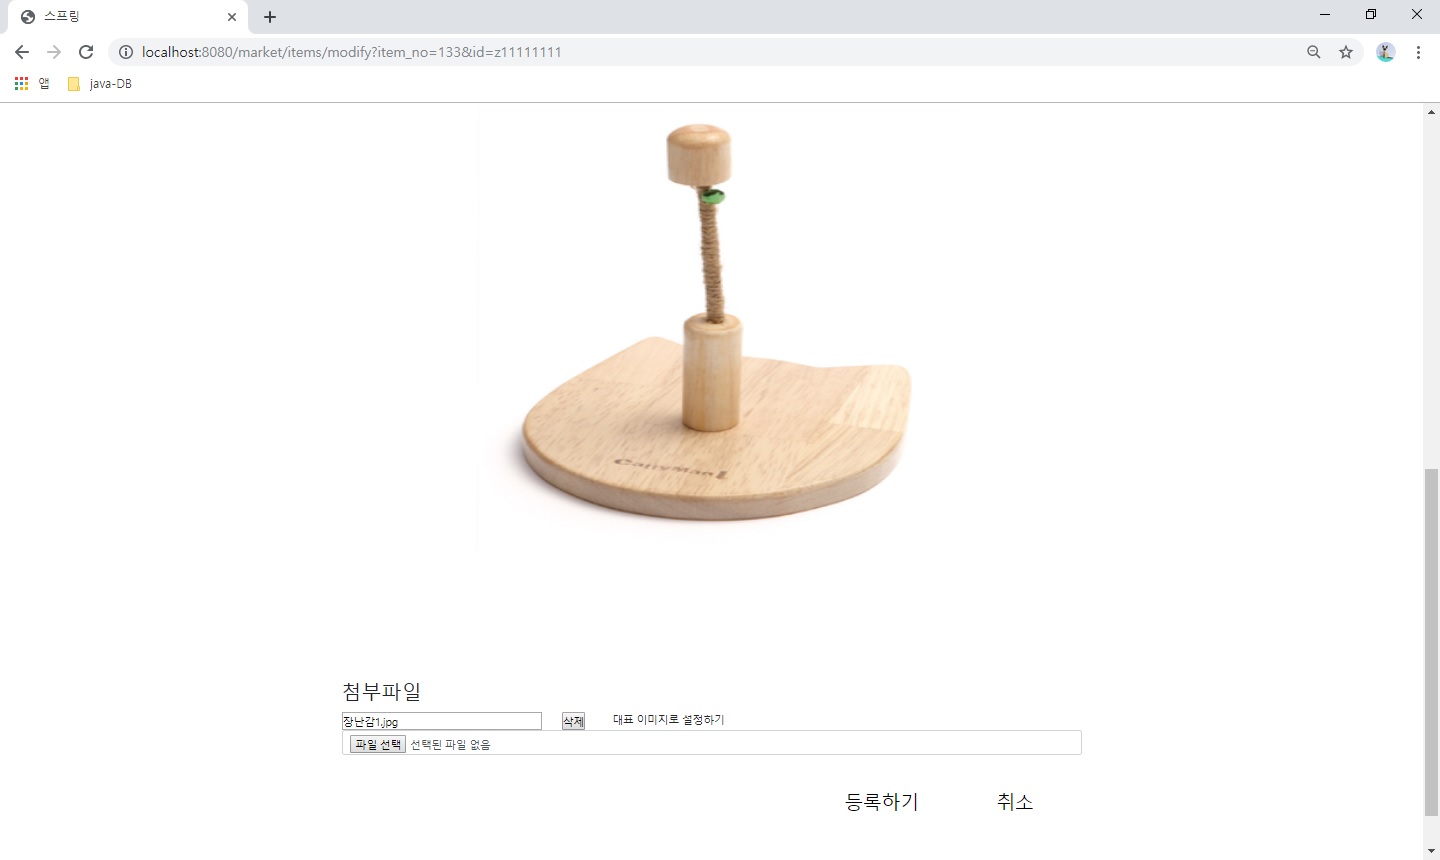 스프링
localhost:8080/market/items/modify?item_no=133&id=z11111111
앱 java-DB
CattyMan
첨부파일
장난감1.jpg 삭제 대표 이미지로 설정하기
파일 선택 선택된 파일 없음
등록하기 취소